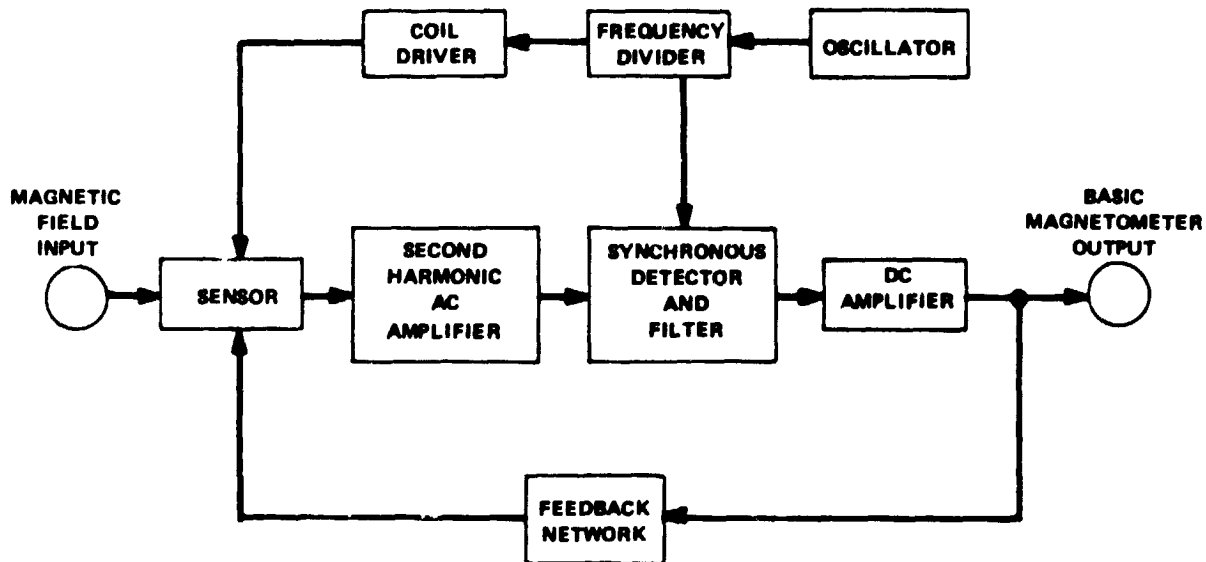 COIL
DRIVER
FREQUENCY
DIVIDER
OSCILLATOR
MAGNETIC
FIELD
INPUT
SENSOR
SECOND
HARMONIC
AC
AMPLIFIER
SYNCHRONOUS
DETECTOR
AND
FILTER
DC
AMPLIFIER
BASIC
MAGNETOMETER
OUTPUT
FEEDBACK
NETWORK